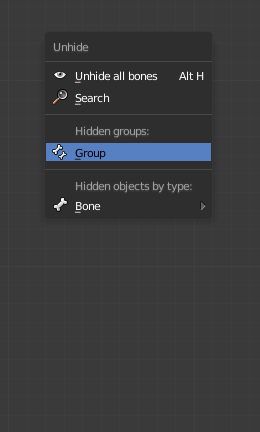 Unhide
Unhide all bones Alt H
Search
Hidden groups:
Group
Hidden objects by type:
Bone